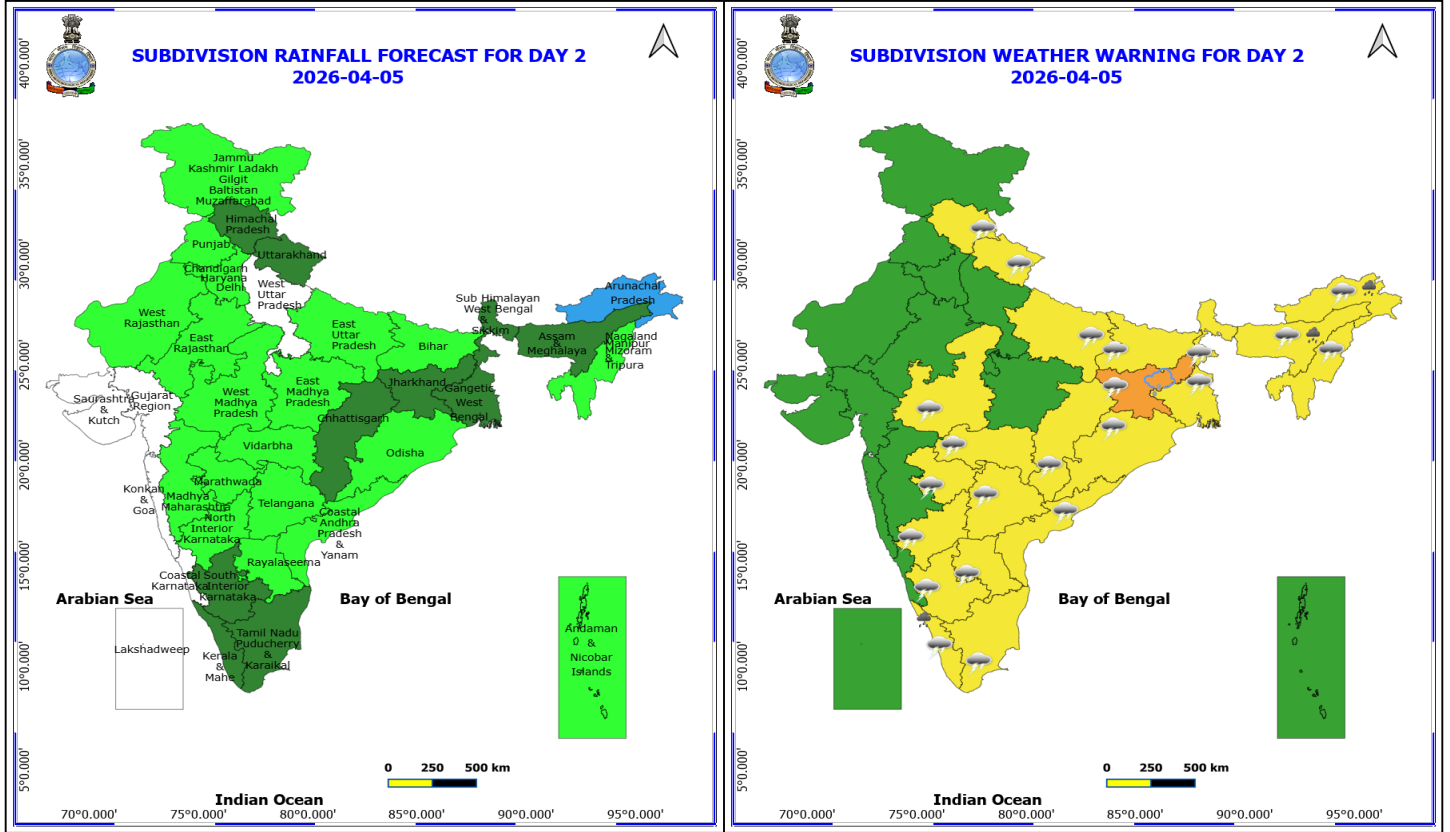 SUBDIVISION RAINFALL FORECAST FOR DAY 2
2026-04-05
40°0.000'
35°0.000'
30°0.000'
25°0.000'
20°0.000'
15°0.000'
10°0.000'
5°0.000'
Jammu
Kashmir Ladakh
Gilgit
Baltistan
Muzaffarabad
Himachal
Pradesh
Punjab
Uttarakhand
Chandigarh
Haryana
Delhi
West
Uttar
Pradesh
West
Rajasthan
East
Rajasthan
East
Uttar
Pradesh
Bihar
Sub Himalayan
West Bengal
&
Sikkim
Arunachal
Pradesh
Assam
&
Meghalaya
Nagaland
Manipur
Mizoram
&
Tripura
Saurashtra
&
Kutch
Gujarat
Region
West
Madhya
Pradesh
East
Madhya
Pradesh
Jharkhand
Gangetic
West
Bengal
Chhattisgarh
Vidarbha
Odisha
Konkan
&
Goa
Madhya
Maharashtra
Marathwada
Telangana
North
Interior
Karnataka
Coastal
Andhra
Pradesh
&
Yanam
Rayalaseema
Coastal
Karnataka
South
Interior
Karnataka
Arabian Sea
Bay of Bengal
Lakshadweep
Kerala
&
Mahe
Tamil Nadu
Puducherry
&
Karaikal
Andaman
&
Nicobar
Islands
0 250 500 km
Indian Ocean
70°0.000' 75°0.000' 80°0.000' 85°0.000' 90°0.000' 95°0.000'
SUBDIVISION WEATHER WARNING FOR DAY 2
2026-04-05
40°0.000'
35°0.000'
30°0.000'
25°0.000'
20°0.000'
15°0.000'
10°0.000'
5°0.000'
Arabian Sea
Bay of Bengal
0 250 500 km
Indian Ocean
70°0.000' 75°0.000' 80°0.000' 85°0.000' 90°0.000' 95°0.000'